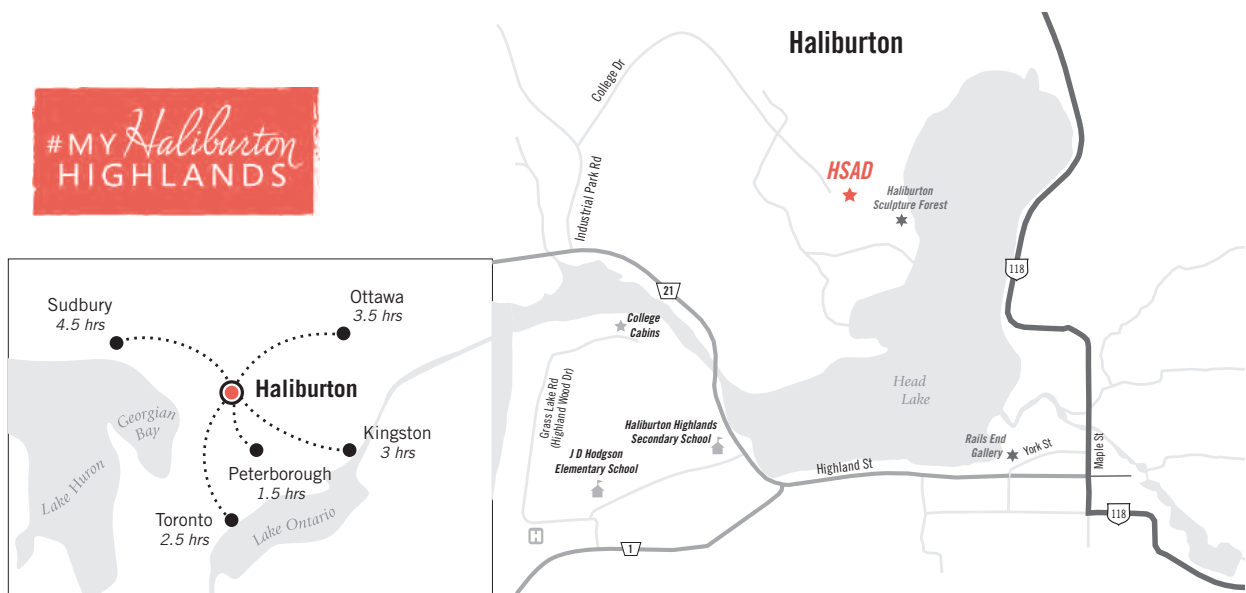 #MY Haliburton
HIGHLANDS
Sudbury
4.5 hrs
Ottawa
3.5 hrs
Haliburton
Georgian
Bay
Kingston
3 hrs
Peterborough
1.5 hrs
Lake Huron
Toronto
2.5 hrs
Lake Ontario
Haliburton
College Dr
Industrial Park Rd
HSAD
Haliburton
Sculpture Forest
118
21
College
Cabins
Grass Lake Rd
(Highland Wood Dr)
Head
Lake
Haliburton Highlands
Secondary School
J D Hodgson
Elementary School
Rails End
Gallery
York St
Maple St
Highland St
118
H
1